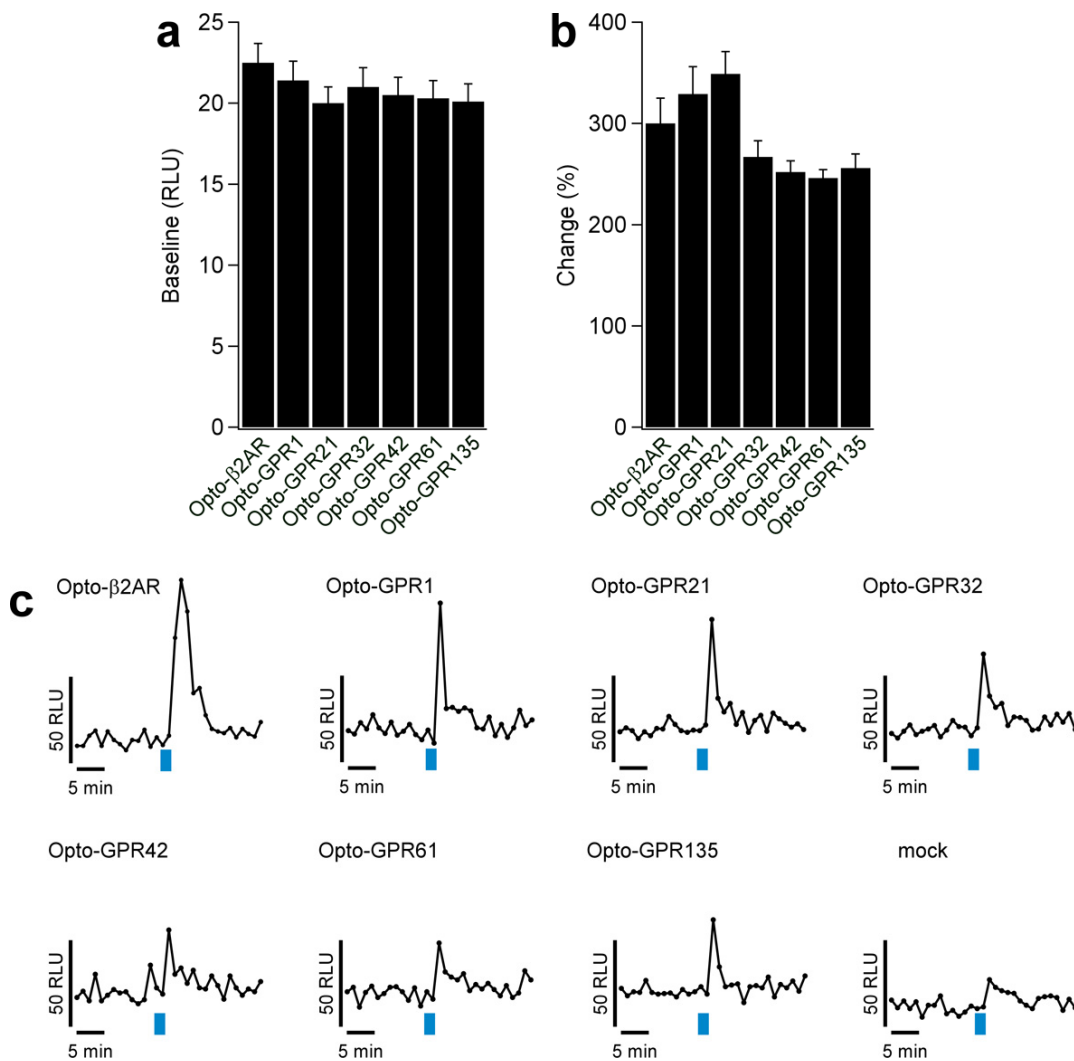 a
25
20
15
10
5
0
Baseline (RLU)
Opto-β2AR
Opto-GPR1
Opto-GPR21
Opto-GPR32
Opto-GPR42
Opto-GPR61
Opto-GPR135
b
400
300
200
100
0
Change (%)
Opto-β2AR
Opto-GPR1
Opto-GPR21
Opto-GPR32
Opto-GPR42
Opto-GPR61
Opto-GPR135
c
Opto-β2AR
50 RLU
5 min
Opto-GPR1
50 RLU
5 min
Opto-GPR21
50 RLU
5 min
Opto-GPR32
50 RLU
5 min
Opto-GPR42
50 RLU
5 min
Opto-GPR61
50 RLU
5 min
Opto-GPR135
50 RLU
5 min
mock
50 RLU
5 min